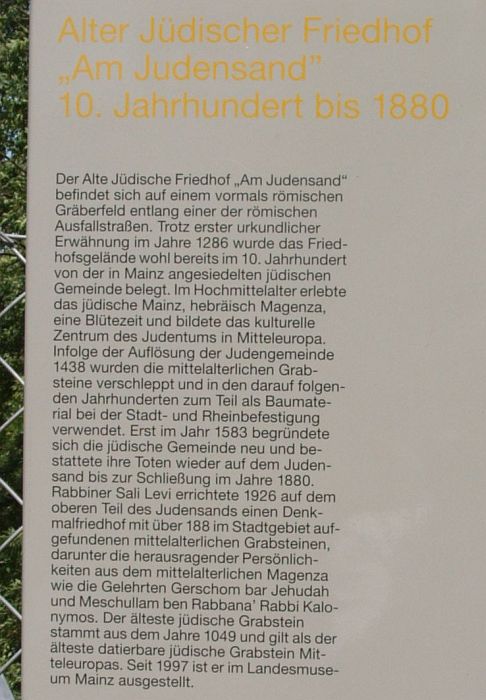 Alter Jüdischer Friedhof
„Am Judensand”
10. Jahrhundert bis 1880
Der Alte Jüdische Friedhof „Am Judensand“
befindet sich auf einem vormals römischen
Gräberfeld entlang einer der römischen
Ausfallstraßen. Trotz erster urkundlicher
Erwähnung im Jahre 1286 wurde das Fried-
hofsgelände wohl bereits im 10. Jahrhundert
von der in Mainz angesiedelten jüdischen
Gemeinde belegt. Im Hochmittelalter erlebte
das jüdische Mainz, hebräisch Magenza,
eine Blütezeit und bildete das kulturelle
Zentrum des Judentums in Mitteleuropa.
Infolge der Auflösung der Judengemeinde
1438 wurden die mittelalterlichen Grab-
steine verschleppt und in den darauf folgen-
den Jahrhunderten zum Teil als Baumate-
rial bei der Stadt- und Rheinbefestigung
verwendet. Erst im Jahr 1583 begründete
sich die jüdische Gemeinde neu und be-
stattete ihre Toten wieder auf dem Juden-
sand bis zur Schließung im Jahre 1880.
Rabbiner Sali Levi errichtete 1926 auf dem
oberen Teil des Judensands einen Denk-
malfriedhof mit über 188 im Stadtgebiet auf-
gefundenen mittelalterlichen Grabsteinen,
darunter die herausragender Persönlich-
keiten aus dem mittelalterlichen Magenza
wie die Gelehrten Gerschom bar Jehudah
und Meschullam ben Rabbana’ Rabbi Kalo-
nymos. Der älteste jüdische Grabstein
stammt aus dem Jahre 1049 und gilt als der
älteste datierbare jüdische Grabstein Mit-
teleuropas. Seit 1997 ist er im Landesmuse-
um Mainz ausgestellt.